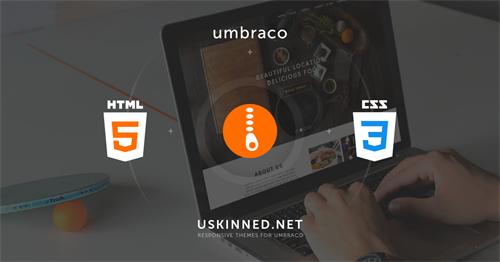 umbraco
BEAUTIFUL LOCATION
DELICIOUS FOOD
HTML
CSS
5
3
ABOUT US
USKINNED.NET
RESPONSIVE THEMES FOR UMBRACO